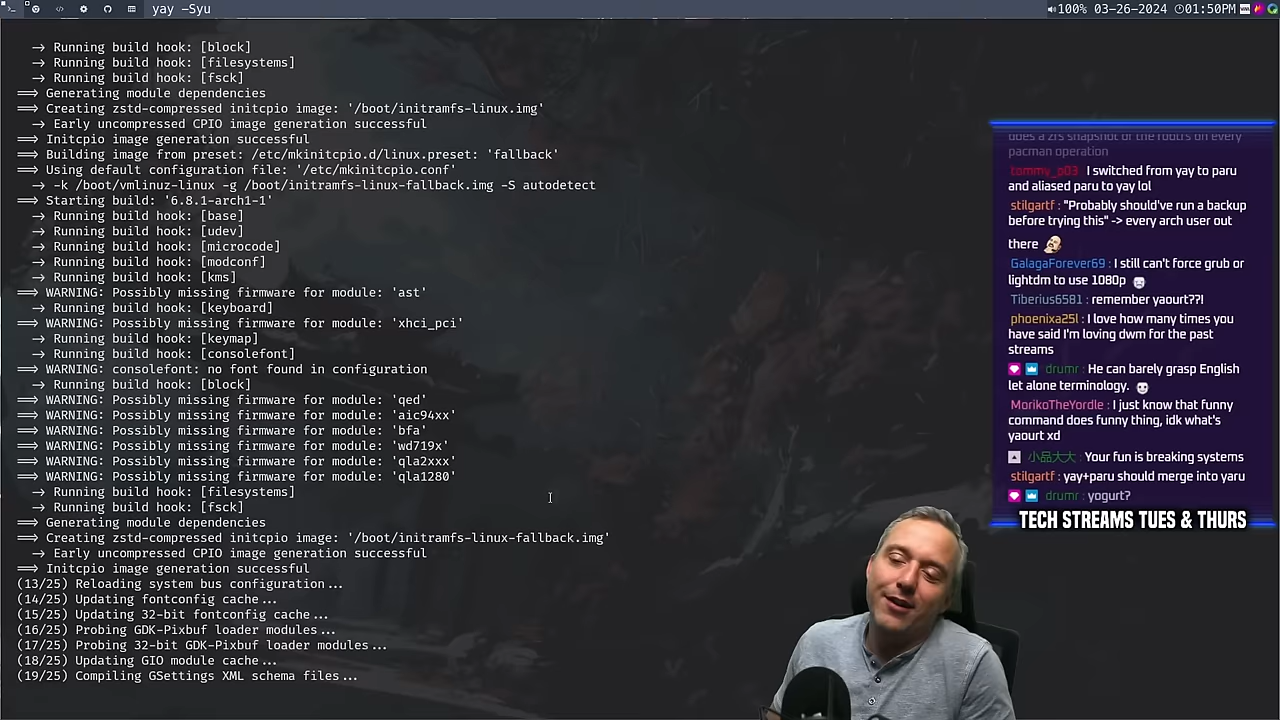 yay -Syu
100% 03-26-2024 01:50PM
→ Running build hook: [block]
→ Running build hook: [filesystems]
→ Running build hook: [fsck]
==> Generating module dependencies
==> Creating zstd-compressed initcpio image: '/boot/initramfs-linux.img'
→ Early uncompressed CPIO image generation successful
==> Initcpio image generation successful
==> Building image from preset: /etc/mkinitcpio.d/linux.preset: 'fallback'
==> Using default configuration file: '/etc/mkinitcpio.conf'
→ -k /boot/vmlinuz-linux -g /boot/initramfs-linux-fallback.img -S autodetect
==> Starting build: '6.8.1-arch1-1'
→ Running build hook: [base]
→ Running build hook: [udev]
→ Running build hook: [microcode]
→ Running build hook: [modconf]
→ Running build hook: [kms]
==> WARNING: Possibly missing firmware for module: 'ast'
→ Running build hook: [keyboard]
==> WARNING: Possibly missing firmware for module: 'xhci_pci'
→ Running build hook: [keymap]
→ Running build hook: [consolefont]
==> WARNING: consolefont: no font found in configuration
→ Running build hook: [block]
==> WARNING: Possibly missing firmware for module: 'qed'
==> WARNING: Possibly missing firmware for module: 'aic94xx'
==> WARNING: Possibly missing firmware for module: 'bfa'
==> WARNING: Possibly missing firmware for module: 'wd719x'
==> WARNING: Possibly missing firmware for module: 'qla2xxx'
==> WARNING: Possibly missing firmware for module: 'qla1280'
→ Running build hook: [filesystems]
→ Running build hook: [fsck]
==> Generating module dependencies
==> Creating zstd-compressed initcpio image: '/boot/initramfs-linux-fallback.img'
→ Early uncompressed CPIO image generation successful
==> Initcpio image generation successful
(13/25) Reloading system bus configuration...
(14/25) Updating fontconfig cache...
(15/25) Updating 32-bit fontconfig cache...
(16/25) Probing GDK-Pixbuf loader modules...
(17/25) Probing 32-bit GDK-Pixbuf loader modules...
(18/25) Updating GIO module cache...
(19/25) Compiling GSettings XML schema files...
does a zfs snapshot of the rootfs on every
pacman operation
tommy_p03: I switched from yay to paru
and aliased paru to yay lol
stilgartf : "Probably should've run a backup
before trying this" -> every arch user out
there
GalagaForever69 : I still can't force grub or
lightdm to use 1080p
Tiberius6581 : remember yaourt??!
phoenixa25l : I love how many times you
have said I'm loving dwm for the past
streams
drumr : He can barely grasp English
let alone terminology.
MorikoTheYordle : I just know that funny
command does funny thing, idk what's
yaourt xd
小品大大 : Your fun is breaking systems
stilgartf : yay+paru should merge into yaru
drumr : yogurt?
TECH STREAMS TUES & THURS